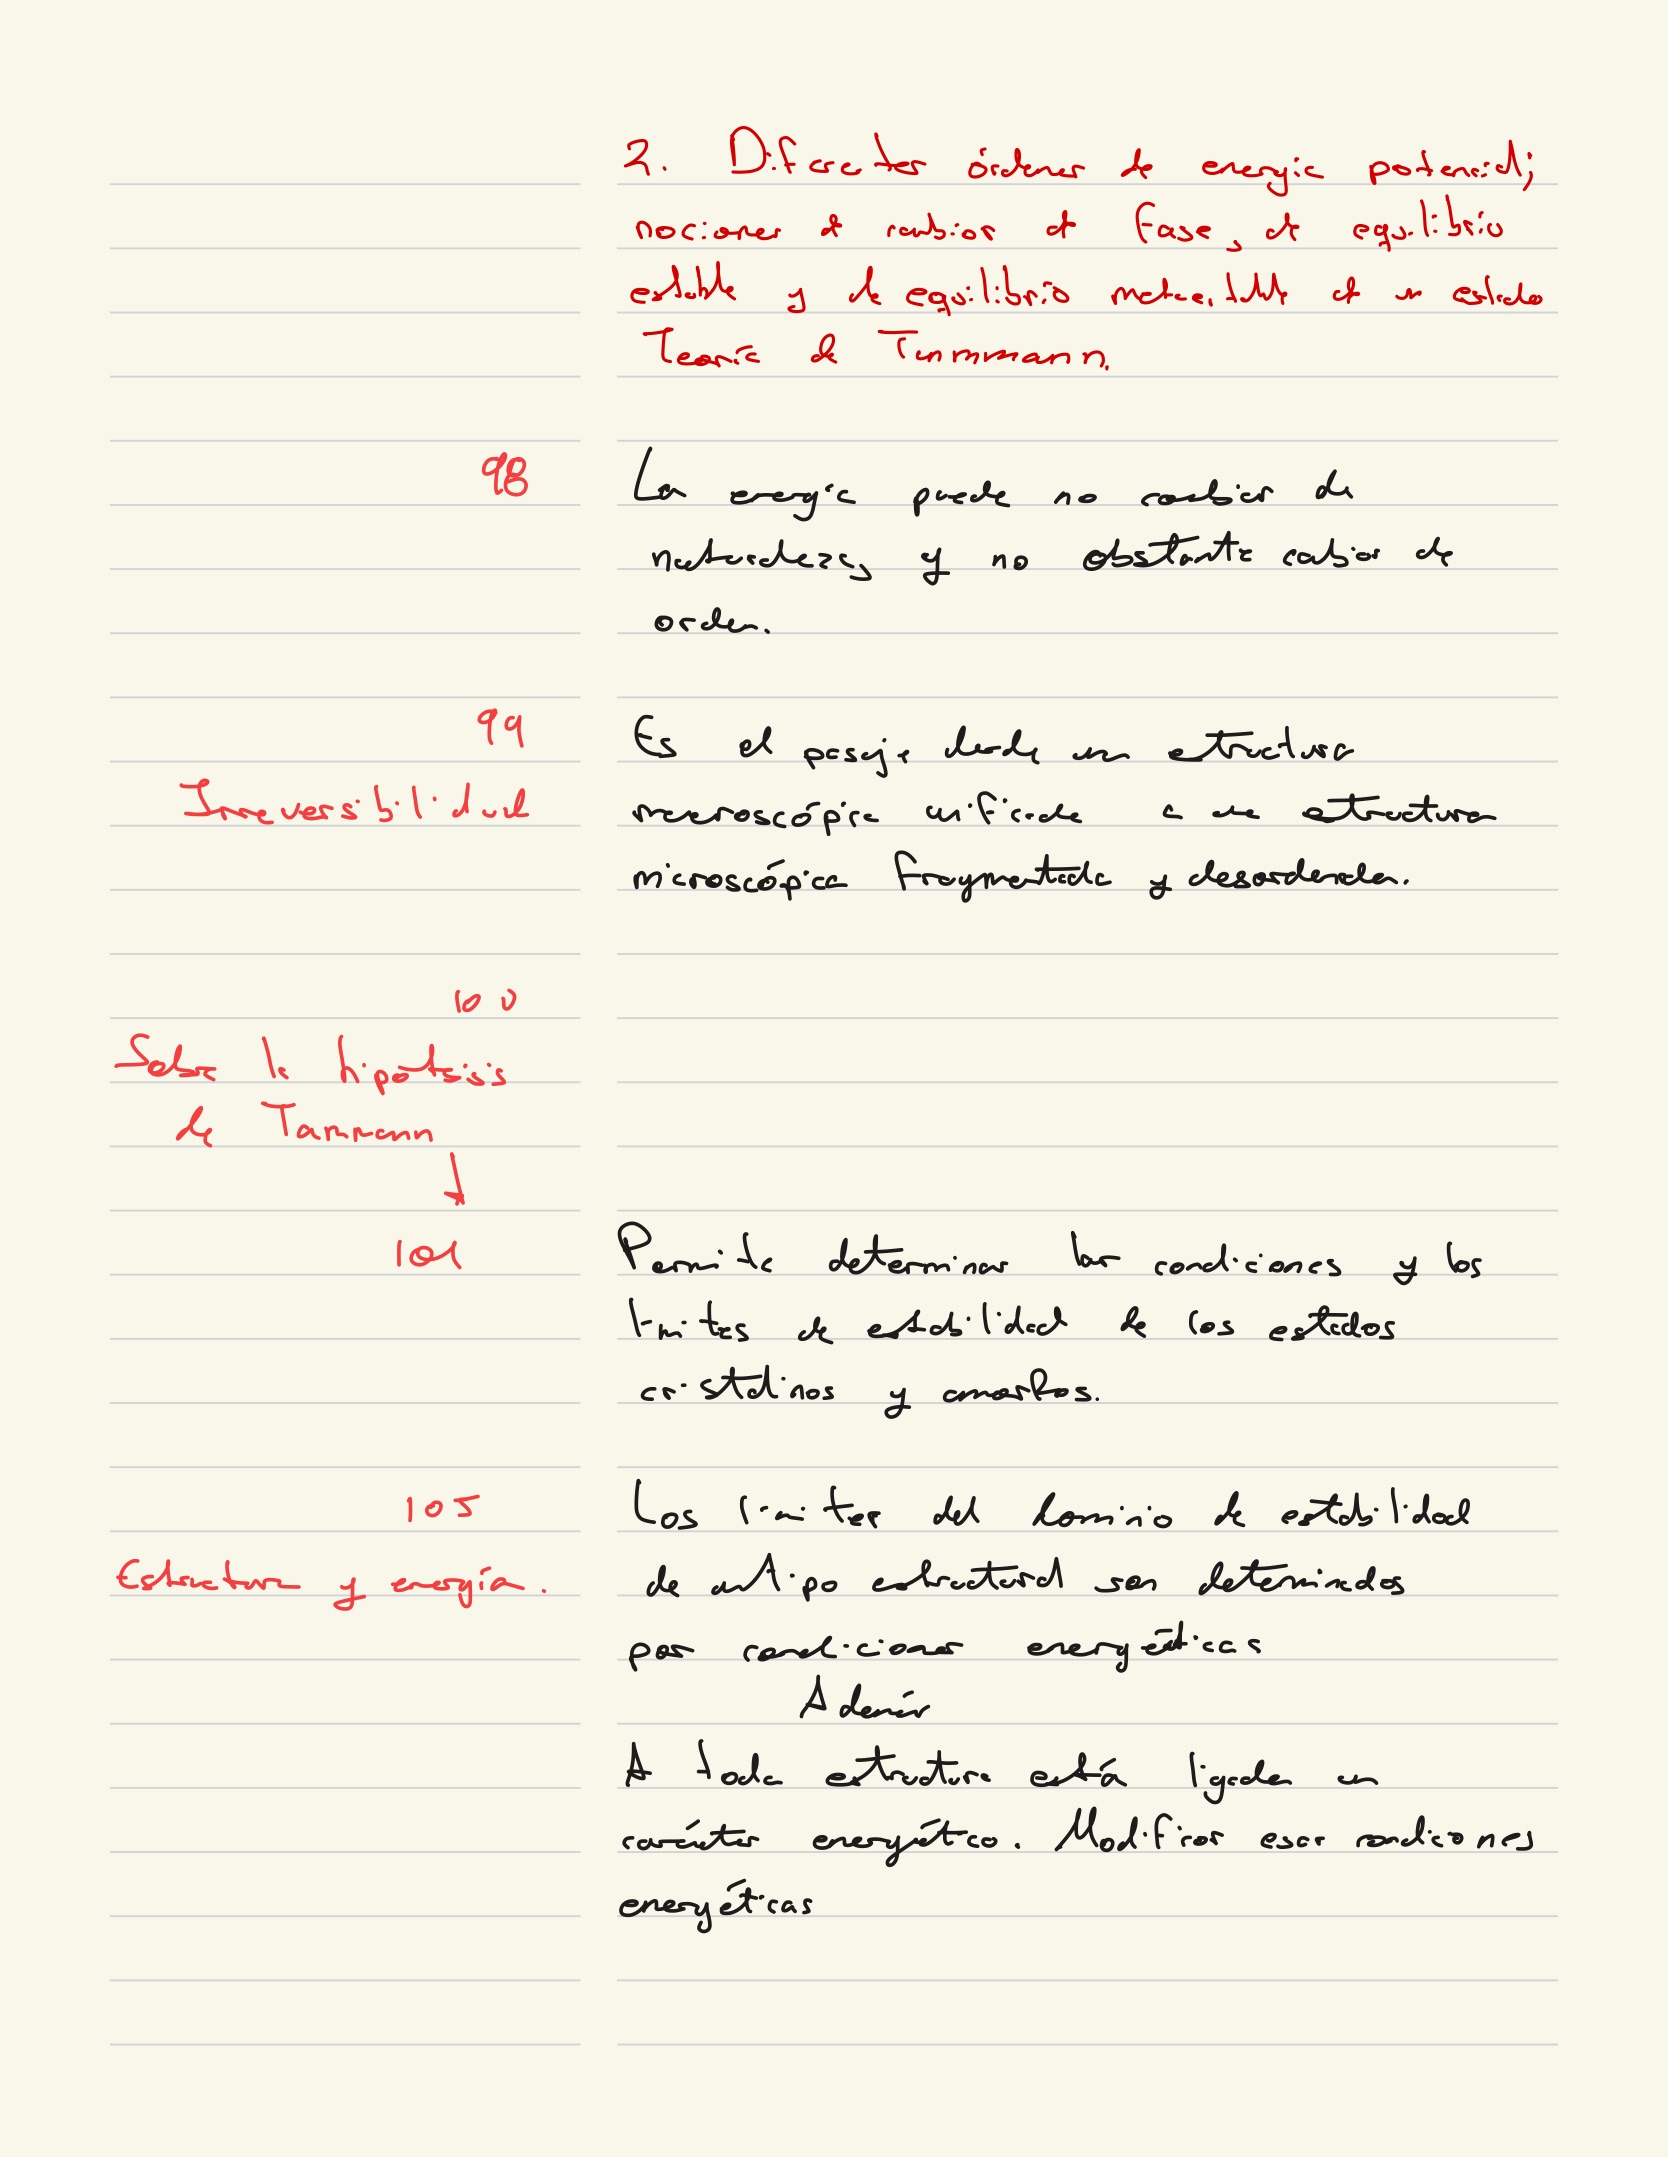 2. Diferentes órdenes de energía potencial;
nociones de cambios de fase, de equilibrio
estable y de equilibrio metaestable de un estado
Teoría de Tammann.
98
La energía puede no cambiar de
naturaleza, y no obstante cambiar de
orden.
99
Irreversibilidad
Es el pasaje desde una estructura
macroscópica unificada a una estructura
microscópica fragmentada y desordenada.
100
Sobre la hipótesis
de Tammann
101
Permite determinar las condiciones y los
límites de estabilidad de los estados
cristalinos y amorfos.
105
Estructura y energía.
Los límites del dominio de estabilidad
de un tipo estructural son determinados
por condiciones energéticas
Además
A toda estructura está ligada un
carácter energético. Modificar esas condiciones
energéticas